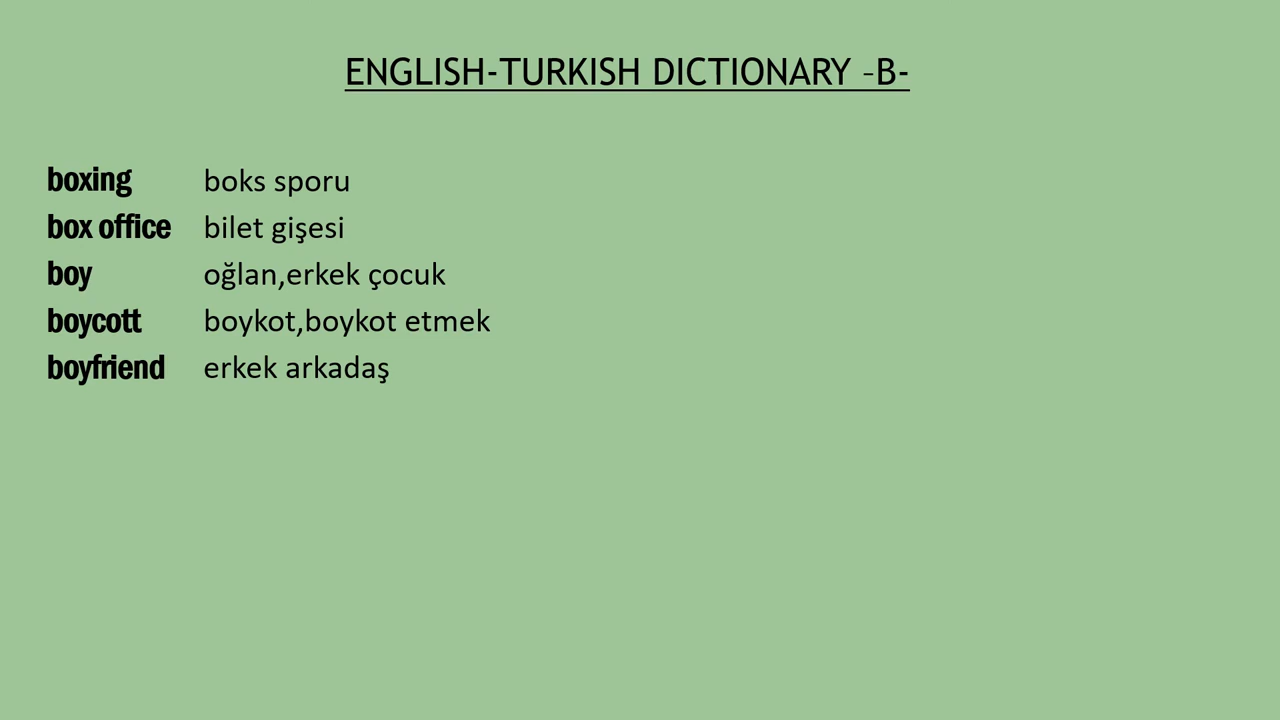 ENGLISH-TURKISH DICTIONARY -B-
boxing boks sporu
box office bilet gişesi
boy oğlan,erkek çocuk
boycott boykot,boykot etmek
boyfriend erkek arkadaş